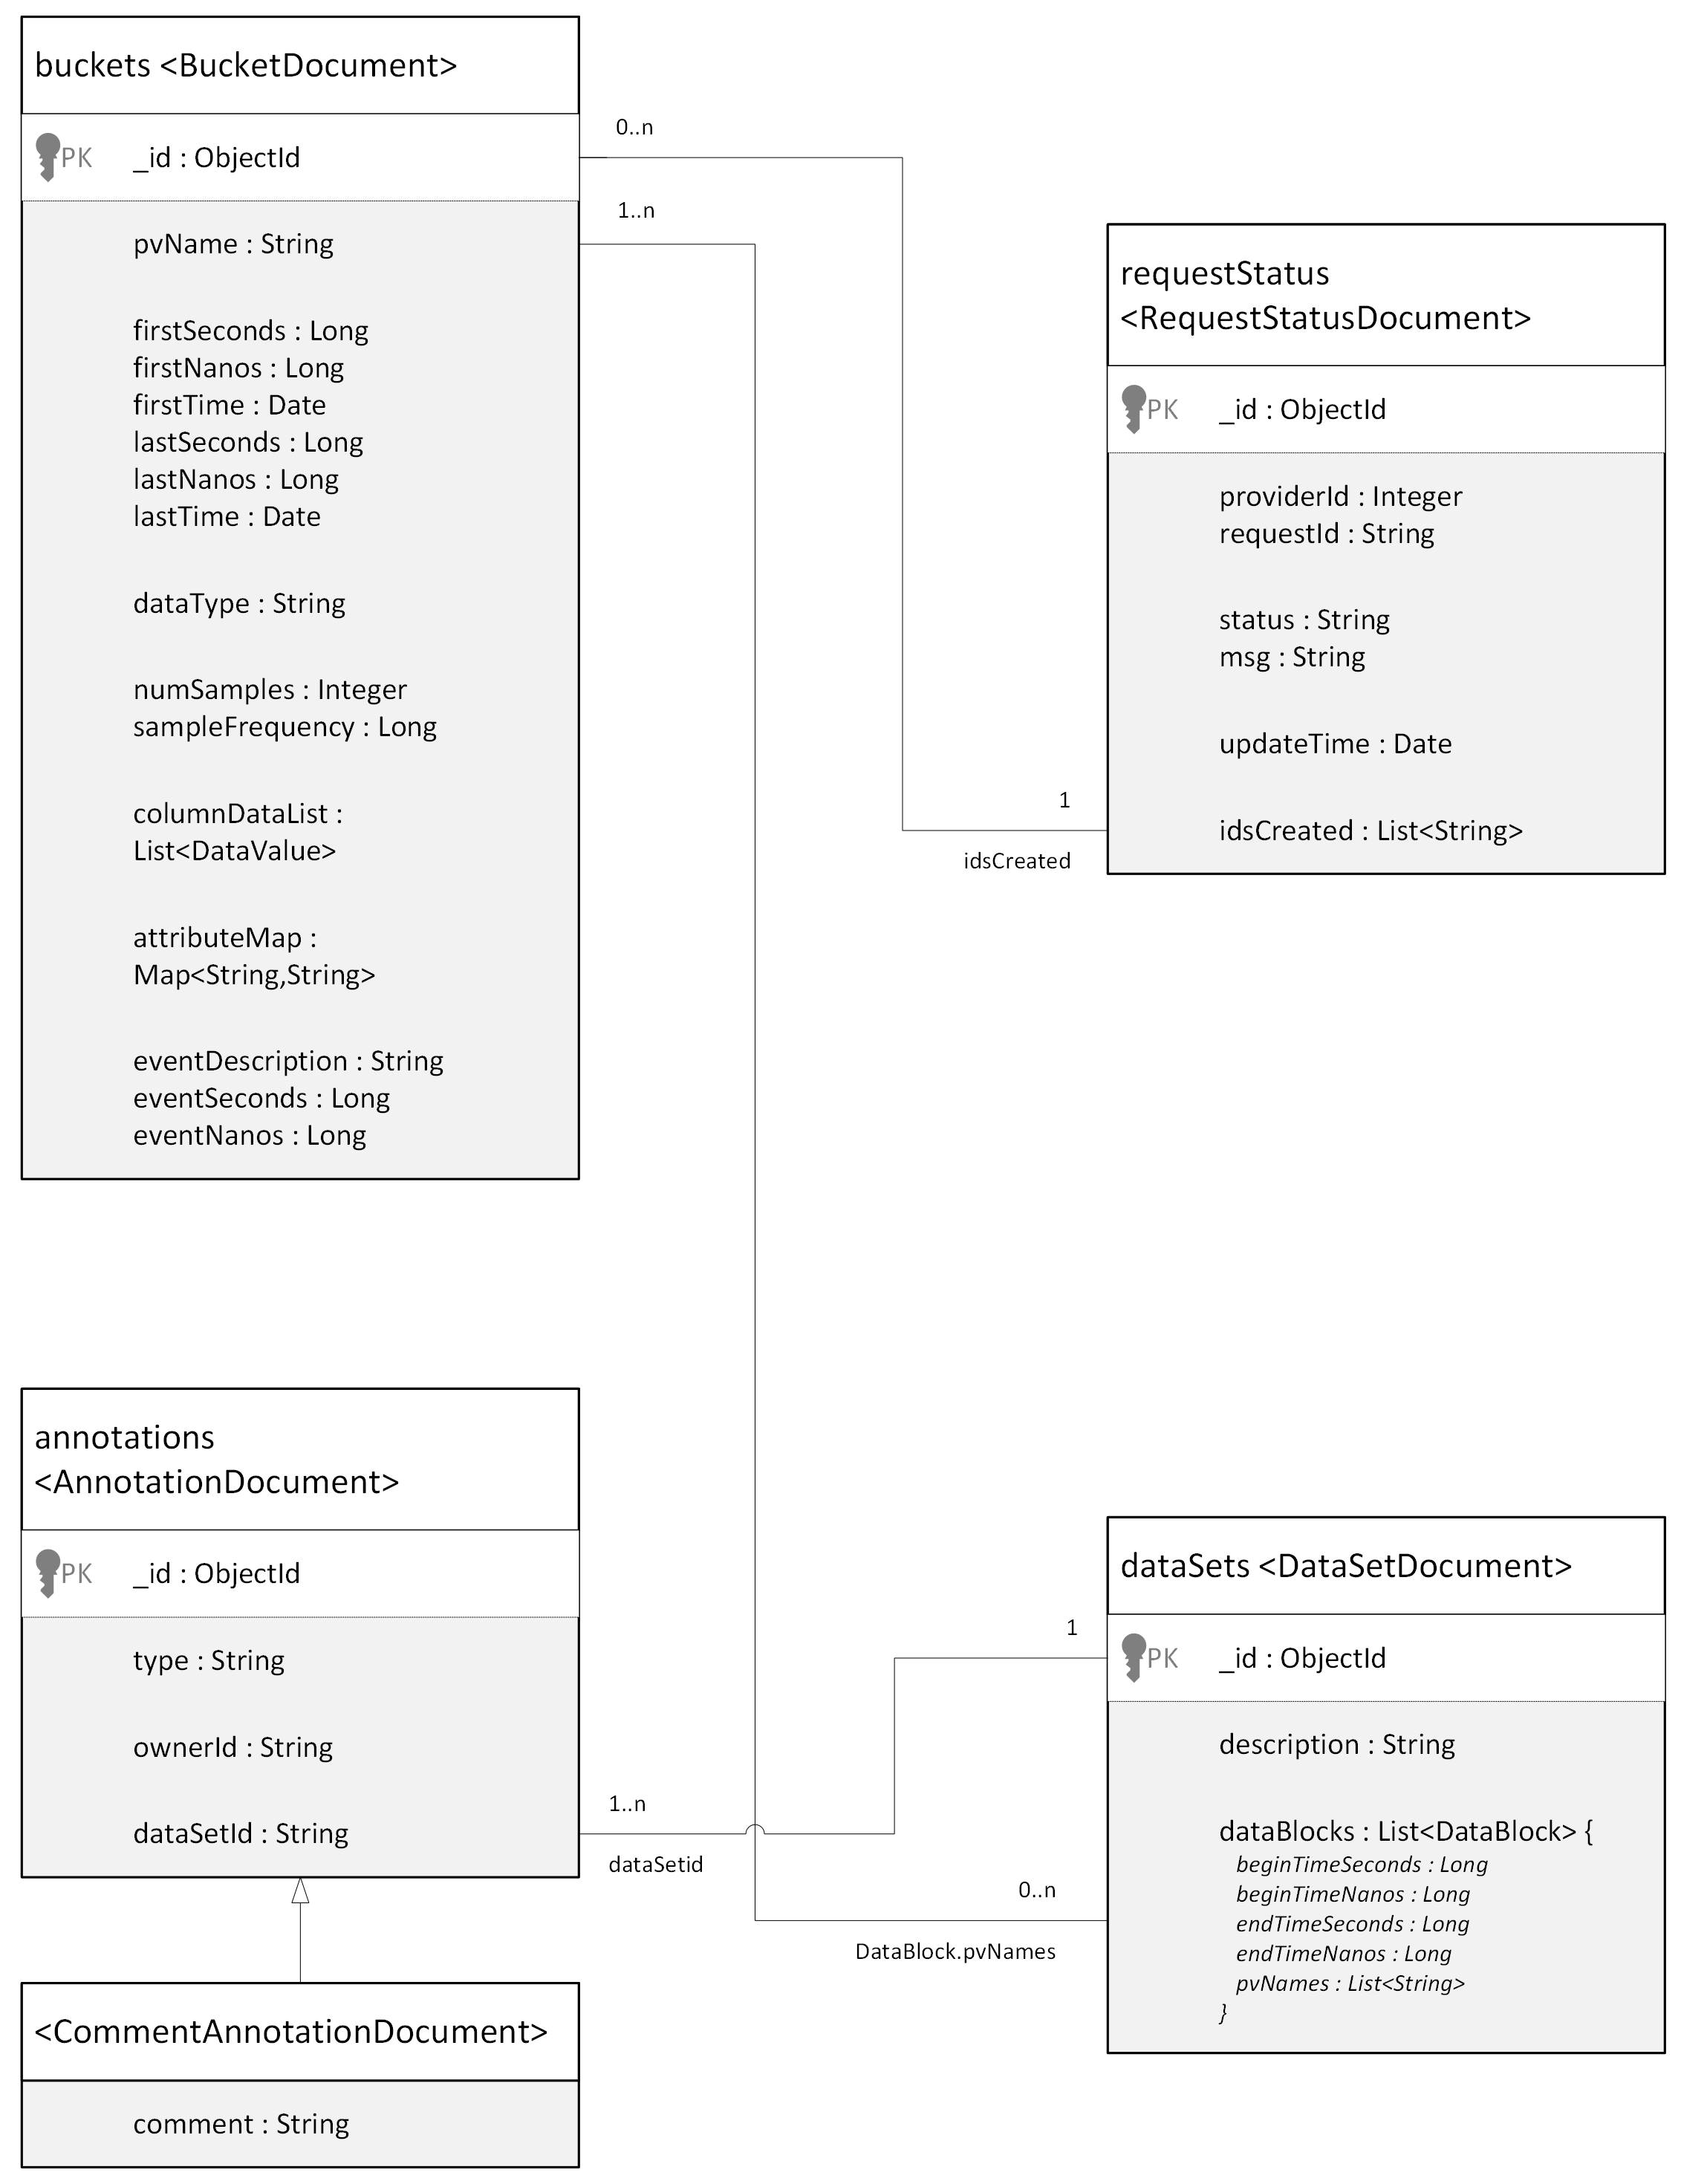 buckets <BucketDocument>
PK _id : ObjectId
pvName : String
firstSeconds : Long
firstNanos : Long
firstTime : Date
lastSeconds : Long
lastNanos : Long
lastTime : Date
dataType : String
numSamples : Integer
sampleFrequency : Long
columnDataList :
List<DataValue>
attributeMap :
Map<String,String>
eventDescription : String
eventSeconds : Long
eventNanos : Long
0..n
1..n
requestStatus
<RequestStatusDocument>
PK _id : ObjectId
providerId : Integer
requestId : String
status : String
msg : String
updateTime : Date
idsCreated : List<String>
1
idsCreated
annotations
<AnnotationDocument>
PK _id : ObjectId
type : String
ownerId : String
dataSetId : String
1..n
dataSetid
1
0..n
DataBlock.pvNames
dataSets <DataSetDocument>
PK _id : ObjectId
description : String
dataBlocks : List<DataBlock> {
beginTimeSeconds : Long
beginTimeNanos : Long
endTimeSeconds : Long
endTimeNanos : Long
pvNames : List<String>
}
<CommentAnnotationDocument>
comment : String